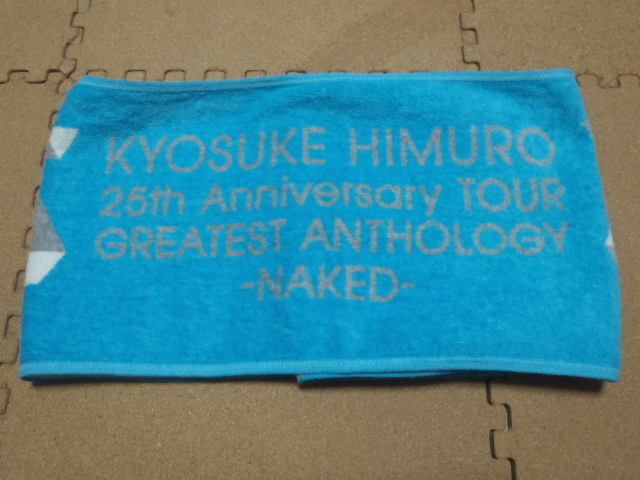 KYOSUKE HIMURO
25th Anniversary TOUR
GREATEST ANTHOLOGY
-NAKED-